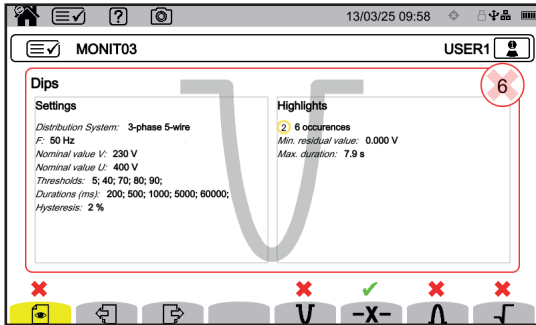 13/03/25 09:58
MONIT03
USER1
Dips
6
Settings
Distribution System: 3-phase 5-wire
F: 50 Hz
Nominal value V: 230 V
Nominal value U: 400 V
Thresholds: 5; 40; 70; 80; 90;
Durations (ms): 200; 500; 1000; 5000; 60000;
Hysteresis: 2 %
Highlights
2 6 occurences
Min. residual value: 0.000 V
Max. duration: 7.9 s
-X-